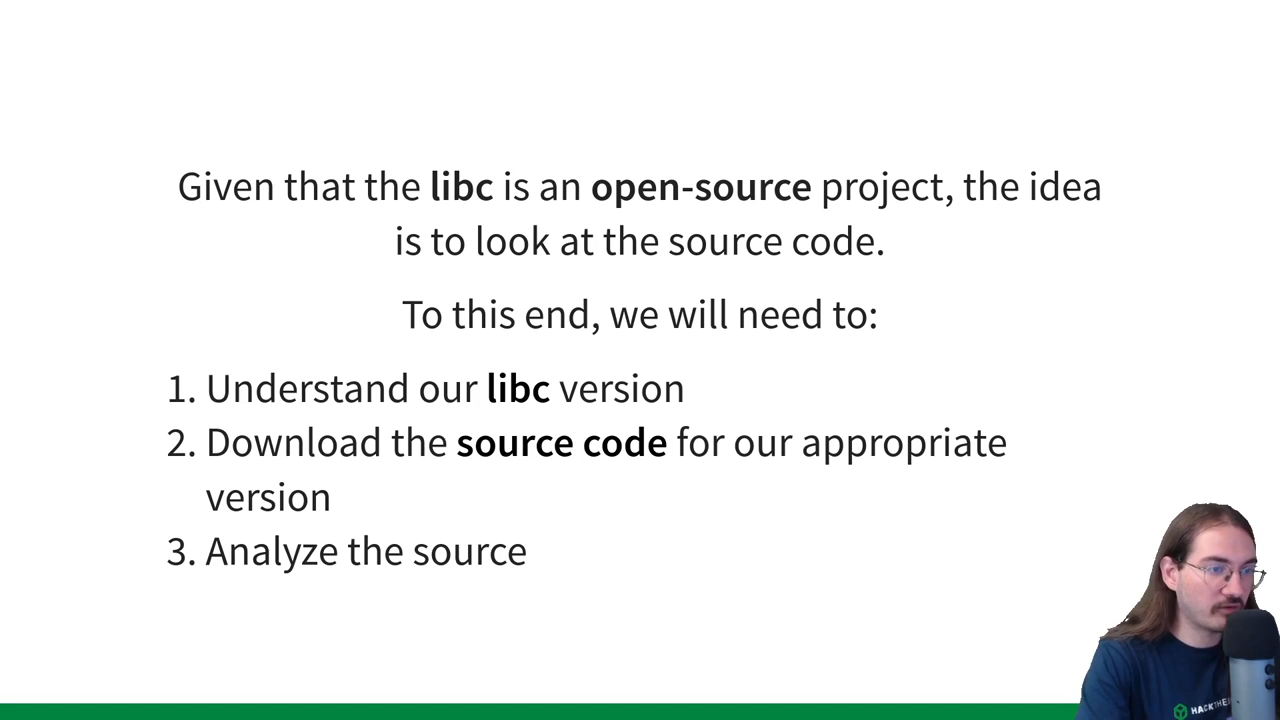 Given that the libc is an open-source project, the idea
is to look at the source code.
To this end, we will need to:
1. Understand our libc version
2. Download the source code for our appropriate
version
3. Analyze the source